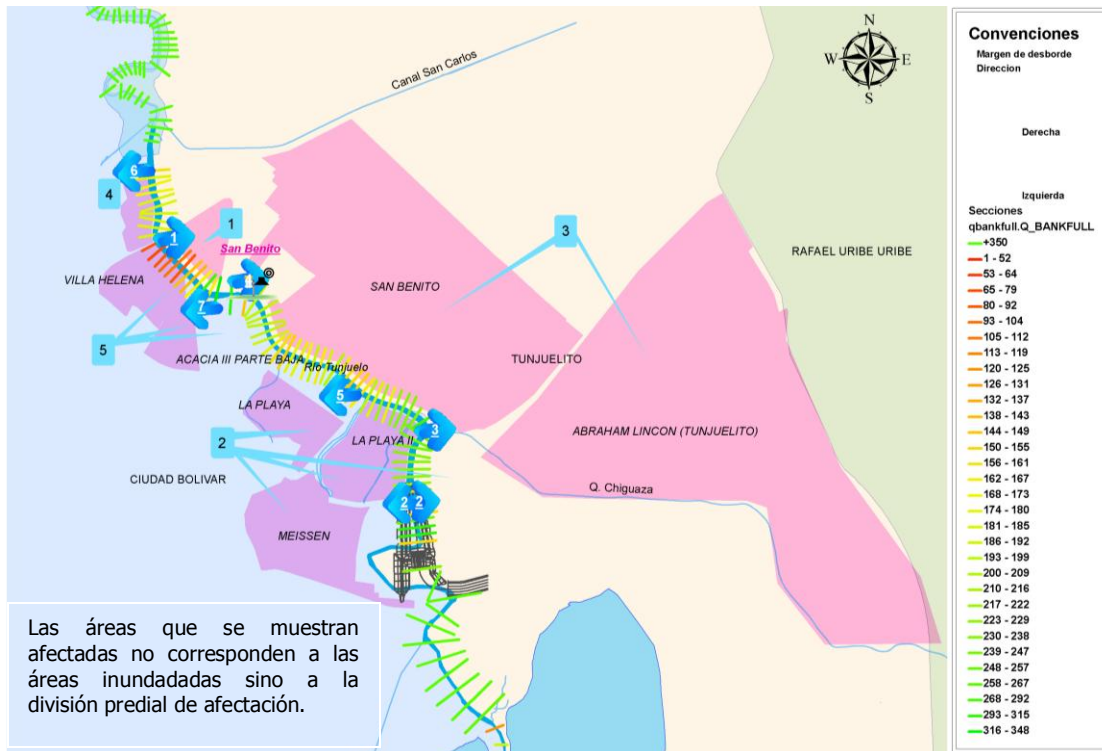 N
W
E
S
Canal San Carlos
6
4
1
1
San Benito
3
VILLA HELENA
7
SAN BENITO
RAFAEL URIBE URIBE
5
ACACIA III PARTE BAJA
Río Tunjuelo
TUNJUELITO
5
LA PLAYA
3
2
LA PLAYA II
ABRAHAM LINCON (TUNJUELITO)
CIUDAD BOLIVAR
Q. Chiguaza
2
2
MEISSEN
Las áreas que se muestran
afectadas no corresponden a las
áreas inundadadas sino a la
división predial de afectación.
Convenciones
Margen de desborde
Direccion
Derecha
Izquierda
Secciones
qbankfull.Q_BANKFULL
+350
1 - 52
53 - 64
65 - 79
80 - 92
93 - 104
105 - 112
113 - 119
120 - 125
126 - 131
132 - 137
138 - 143
144 - 149
150 - 155
156 - 161
162 - 167
168 - 173
174 - 180
181 - 185
186 - 192
193 - 199
200 - 209
210 - 216
217 - 222
223 - 229
230 - 238
239 - 247
248 - 257
258 - 267
268 - 292
293 - 315
316 - 348